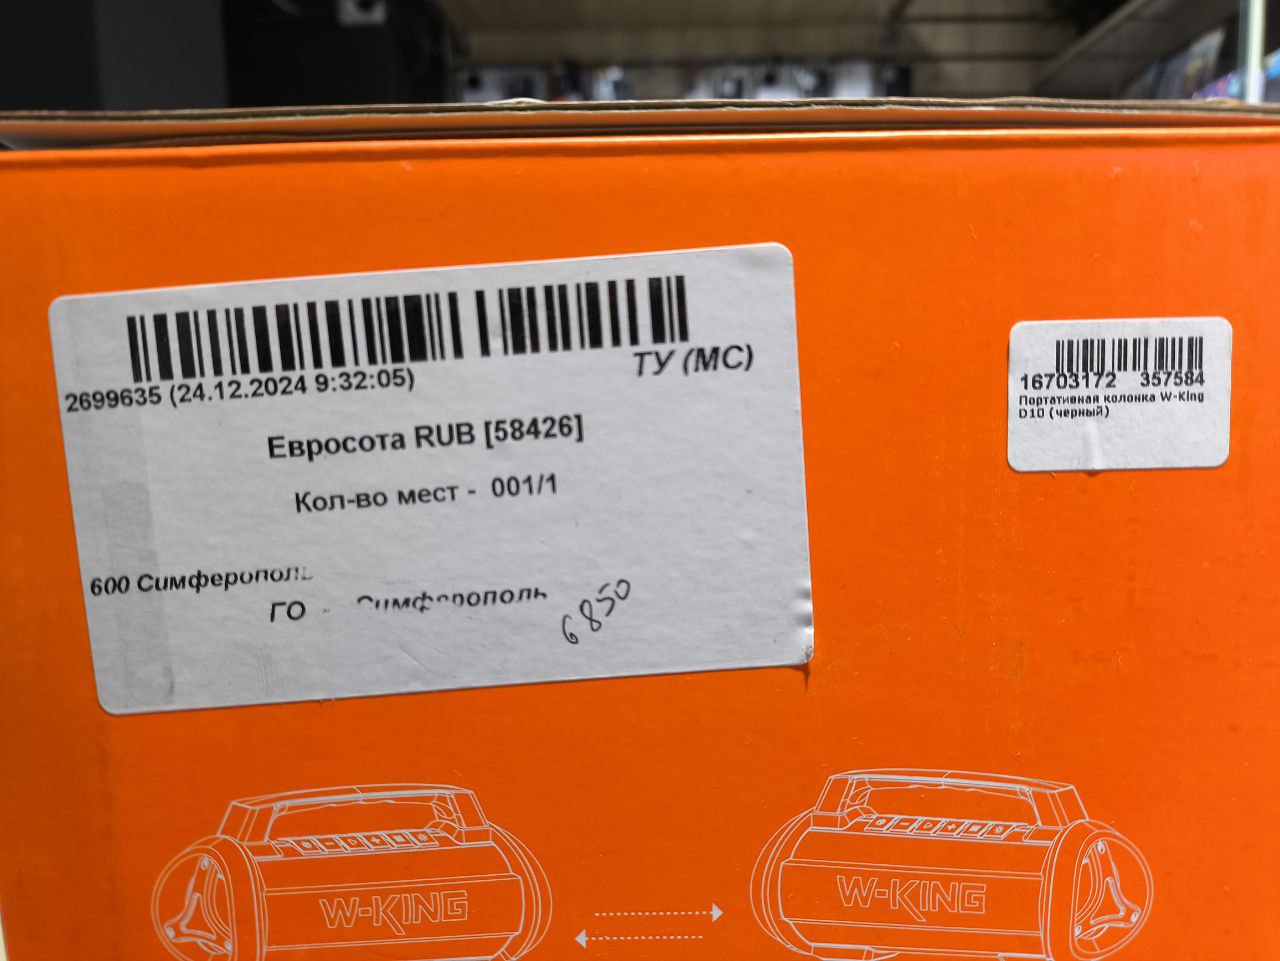 2699635 (24.12.2024 9:32:05)
ТУ (МС)
Евросота RUB [58426]
Кол-во мест - 001/1
600 Симферополь
ГО - Симферополь
6850
16703172 357584
Портативная колонка W-King
D10 (черный)
W-KING
W-KING